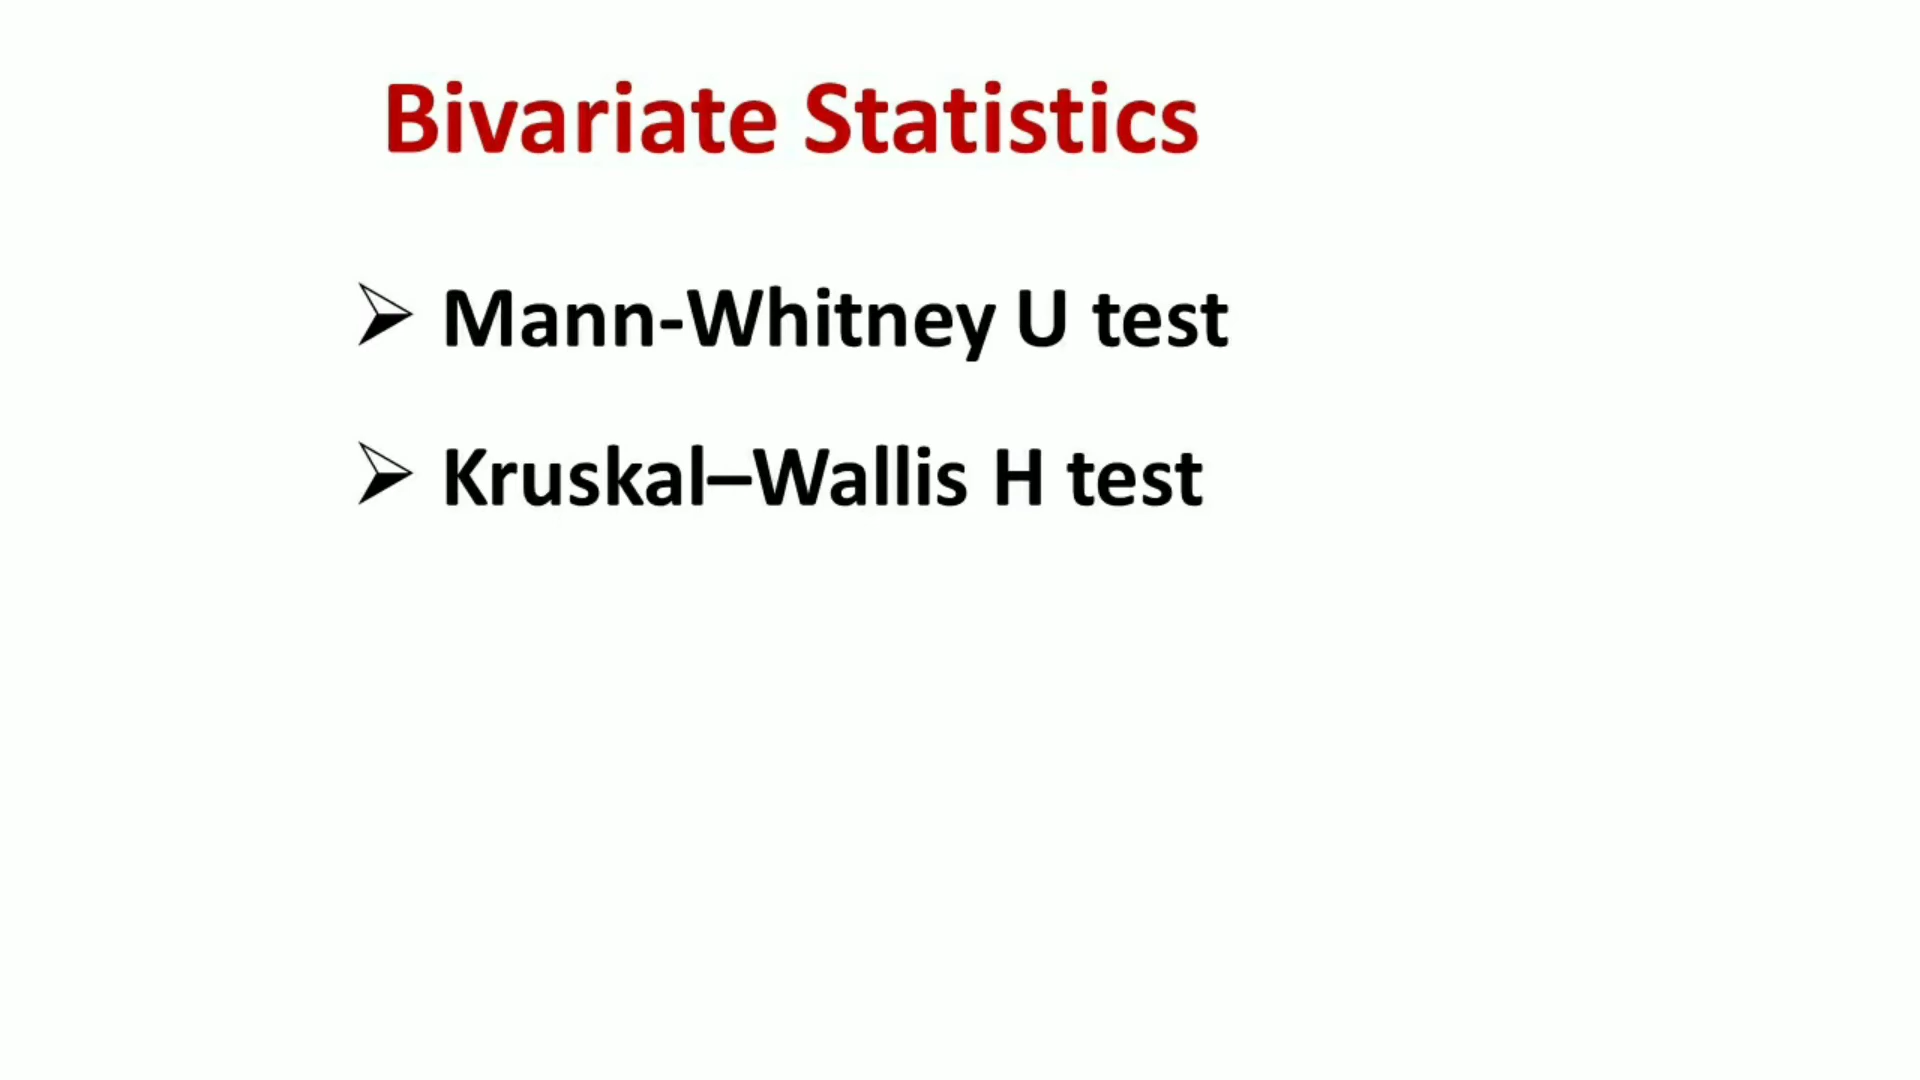 Bivariate Statistics
➢ Mann-Whitney U test
➢ Kruskal–Wallis H test